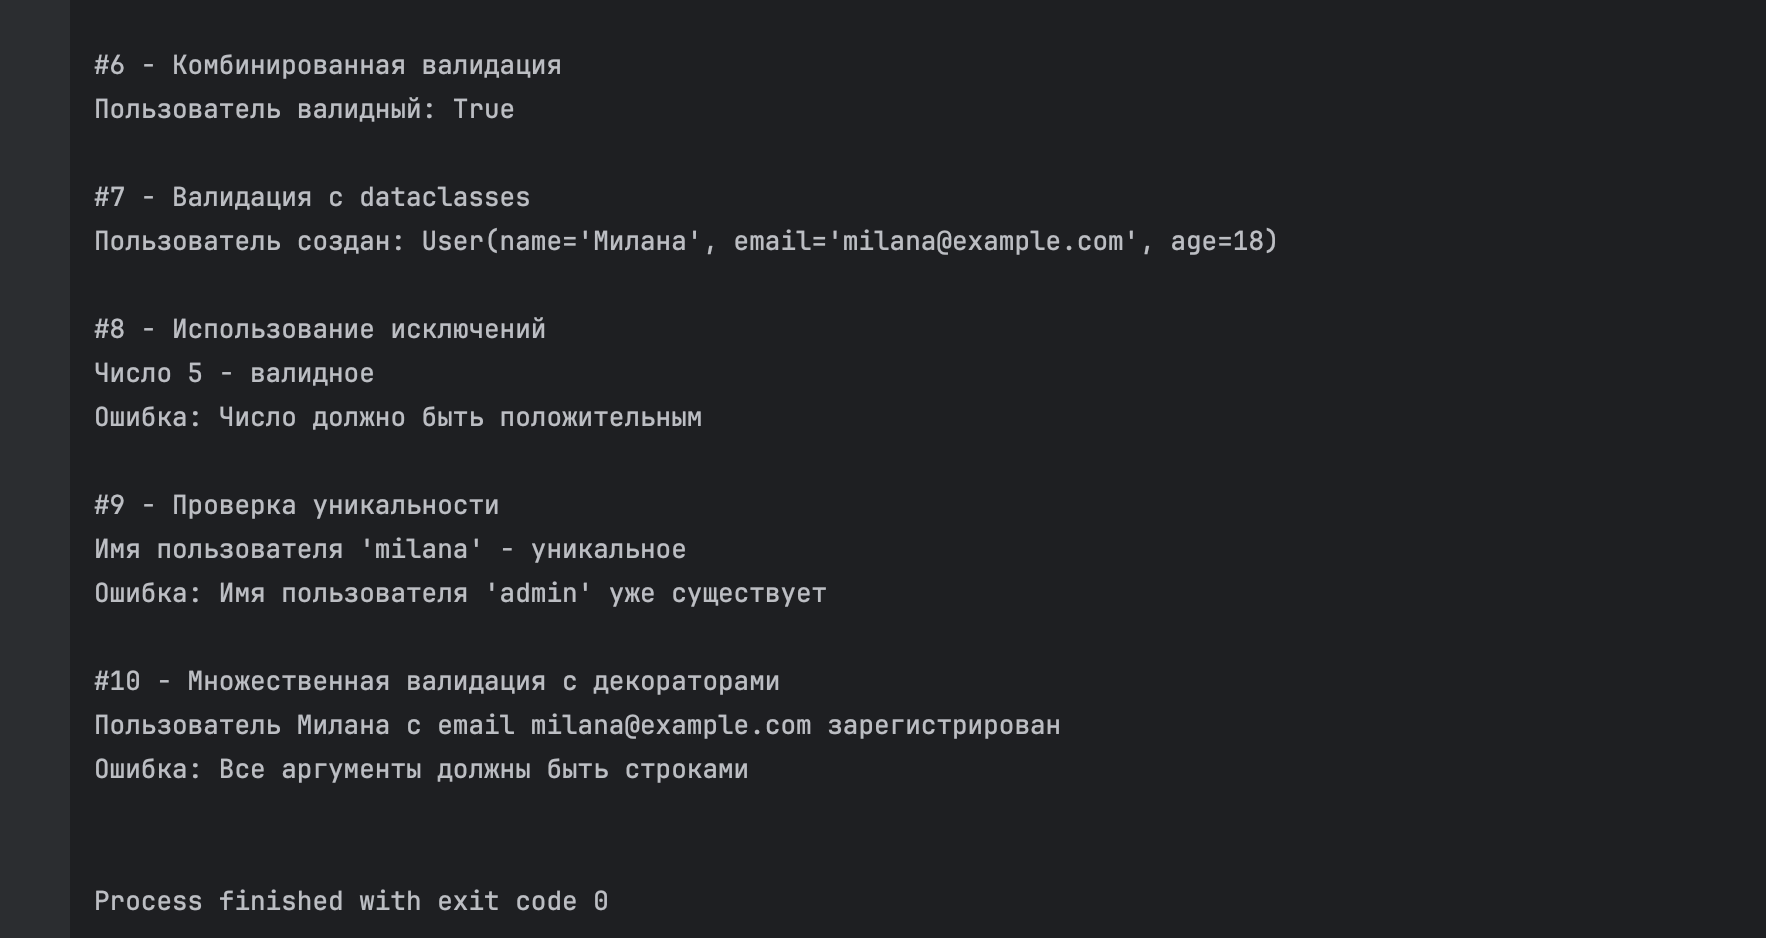 #6 - Комбинированная валидация
Пользователь валидный: True
#7 - Валидация с dataclasses
Пользователь создан: User(name='Милана', email='milana@example.com', age=18)
#8 - Использование исключений
Число 5 - валидное
Ошибка: Число должно быть положительным
#9 - Проверка уникальности
Имя пользователя 'milana' - уникальное
Ошибка: Имя пользователя 'admin' уже существует
#10 - Множественная валидация с декораторами
Пользователь Милана с email milana@example.com зарегистрирован
Ошибка: Все аргументы должны быть строками
Process finished with exit code 0